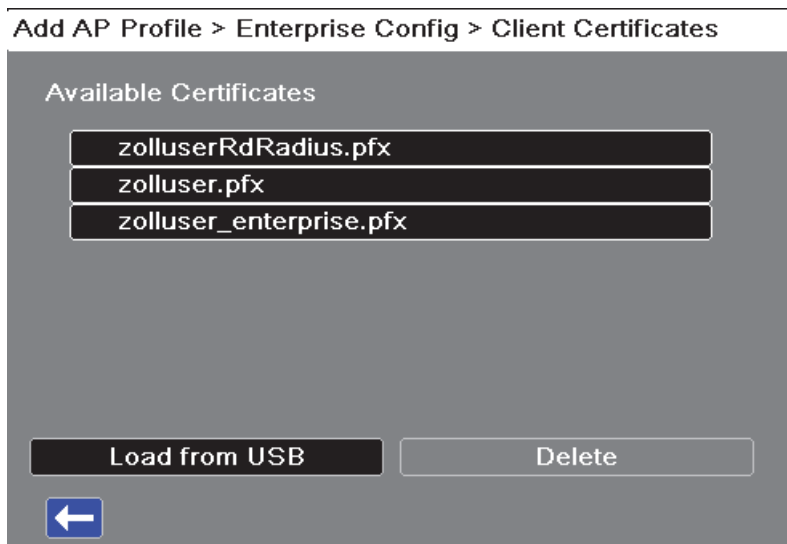 Add AP Profile > Enterprise Config > Client Certificates
Available Certificates
zolluserRdRadius.pfx
zolluser.pfx
zolluser_enterprise.pfx
Load from USB
Delete